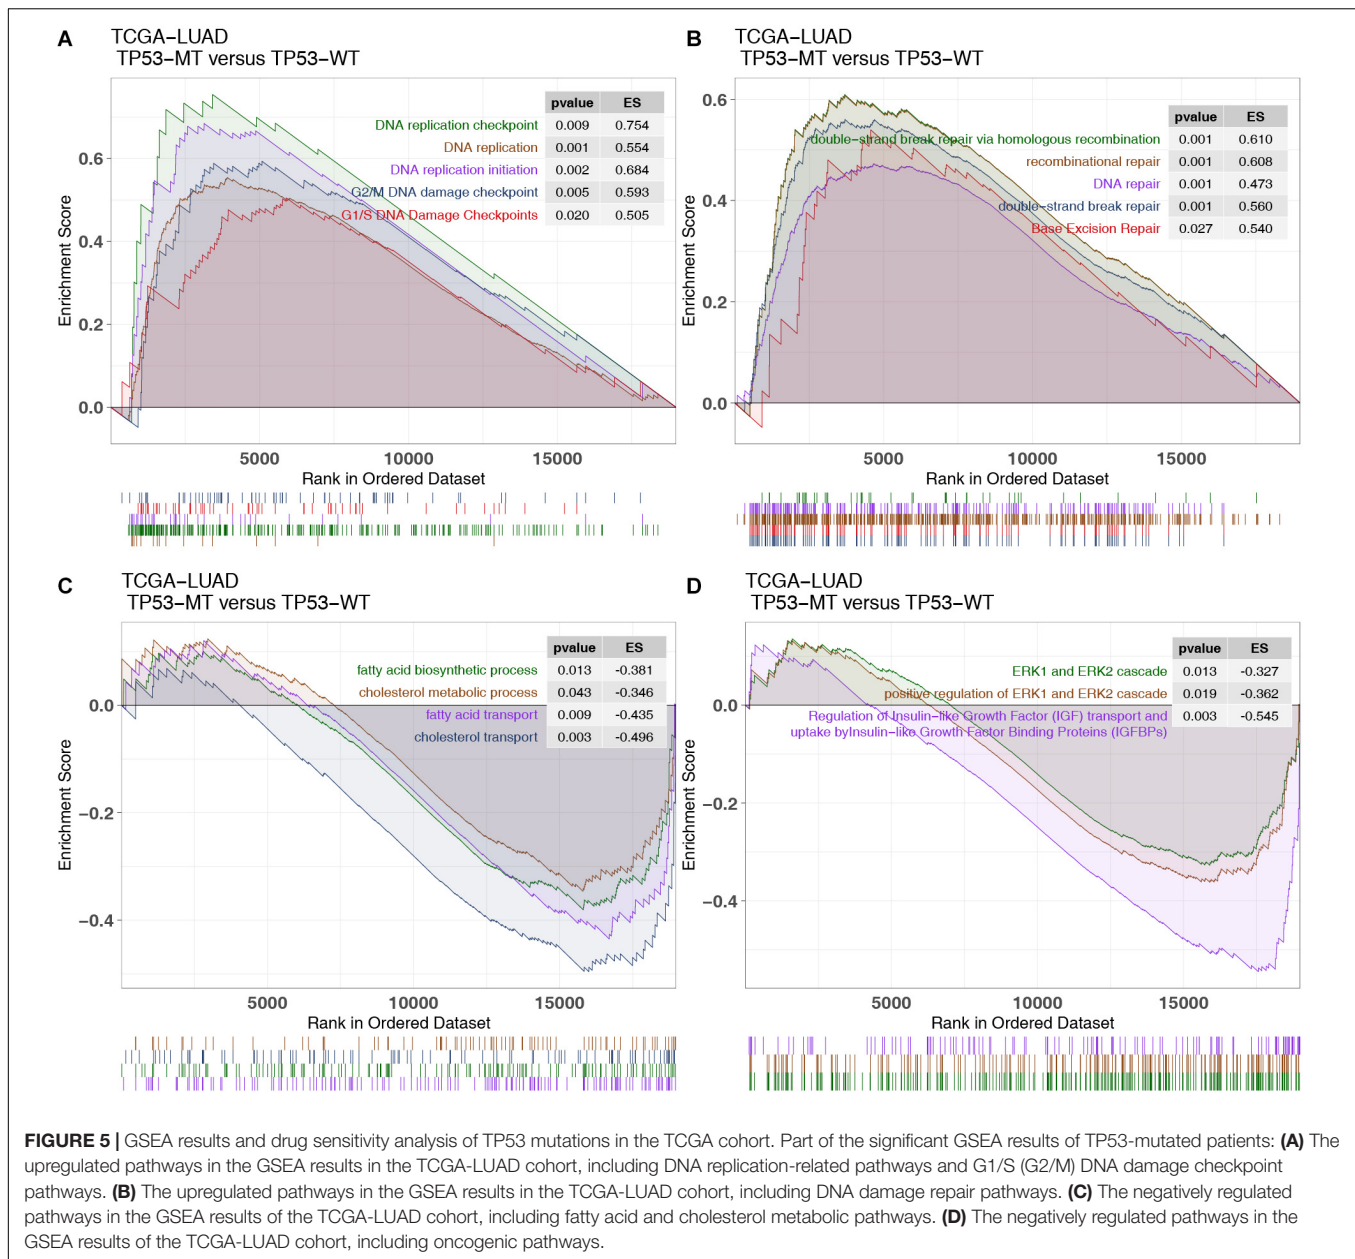 A
TCGA−LUAD
TP53−MT versus TP53−WT
pvalue ES
DNA replication checkpoint 0.009 0.754
DNA replication 0.001 0.554
DNA replication initiation 0.002 0.684
G2/M DNA damage checkpoint 0.005 0.593
G1/S DNA Damage Checkpoints 0.020 0.505
Enrichment Score
0.6
0.4
0.2
0.0
5000 10000 15000
Rank in Ordered Dataset
B
TCGA−LUAD
TP53−MT versus TP53−WT
pvalue ES
double−strand break repair via homologous recombination 0.001 0.610
recombinational repair 0.001 0.608
DNA repair 0.001 0.473
double−strand break repair 0.001 0.560
Base Excision Repair 0.027 0.540
Enrichment Score
0.6
0.4
0.2
0.0
5000 10000 15000
Rank in Ordered Dataset
C
TCGA−LUAD
TP53−MT versus TP53−WT
pvalue ES
fatty acid biosynthetic process 0.013 -0.381
cholesterol metabolic process 0.043 -0.346
fatty acid transport 0.009 -0.435
cholesterol transport 0.003 -0.496
Enrichment Score
0.0
−0.2
−0.4
5000 10000 15000
Rank in Ordered Dataset
D
TCGA−LUAD
TP53−MT versus TP53−WT
pvalue ES
ERK1 and ERK2 cascade 0.013 -0.327
positive regulation of ERK1 and ERK2 cascade 0.019 -0.362
Regulation of Insulin−like Growth Factor (IGF) transport and 0.003 -0.545
uptake byInsulin−like Growth Factor Binding Proteins (IGFBPs)
Enrichment Score
0.0
−0.2
−0.4
5000 10000 15000
Rank in Ordered Dataset
FIGURE 5 | GSEA results and drug sensitivity analysis of TP53 mutations in the TCGA cohort. Part of the significant GSEA results of TP53-mutated patients: (A) The
upregulated pathways in the GSEA results in the TCGA-LUAD cohort, including DNA replication-related pathways and G1/S (G2/M) DNA damage checkpoint
pathways. (B) The upregulated pathways in the GSEA results in the TCGA-LUAD cohort, including DNA damage repair pathways. (C) The negatively regulated
pathways in the GSEA results of the TCGA-LUAD cohort, including fatty acid and cholesterol metabolic pathways. (D) The negatively regulated pathways in the
GSEA results of the TCGA-LUAD cohort, including oncogenic pathways.